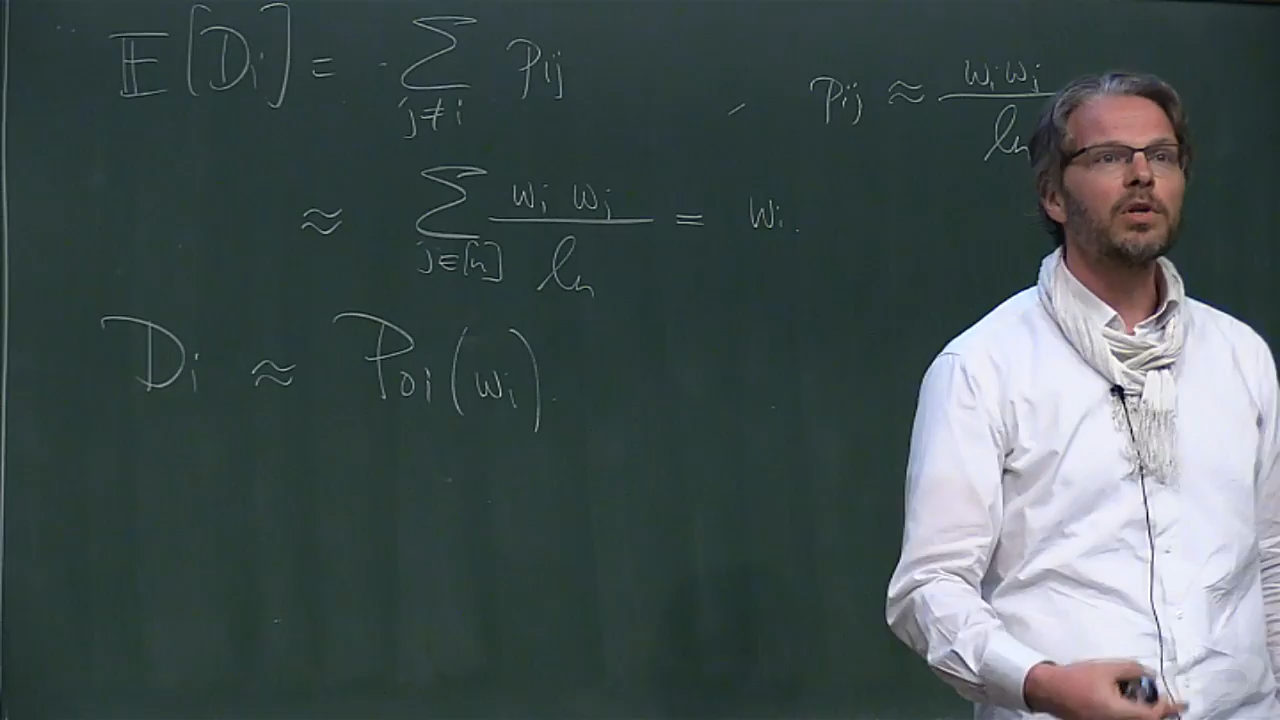 𝔼[Dᵢ] = ∑_{j≠i} pᵢⱼ , pᵢⱼ ≈ wᵢwⱼ / lₙ
≈ ∑_{j∈[n]} wᵢ wⱼ / lₙ = wᵢ.
Dᵢ ≈ Poi(wᵢ).